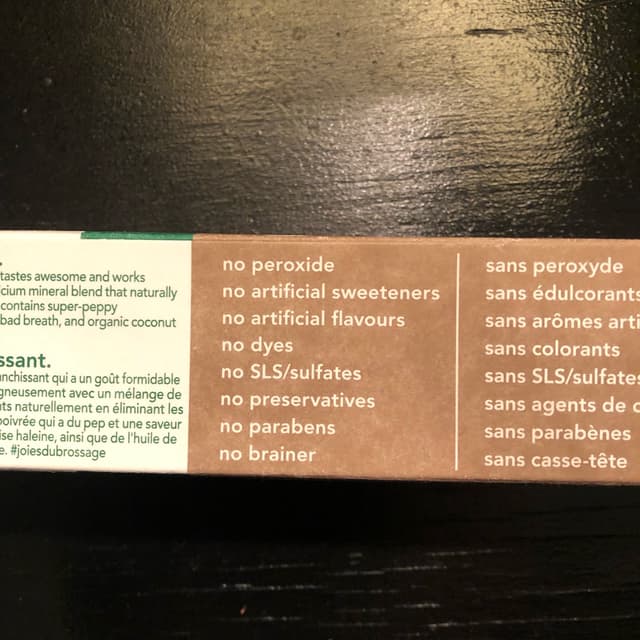 tastes awesome and works
cium mineral blend that naturally
contains super-peppy
bad breath, and organic coconut
ssant.
nchissant qui a un goût formidable
gneusement avec un mélange de
ts naturellement en éliminant les
poivrée qui a du pep et une saveur
ise haleine, ainsi que de l'huile de
e. #joiesdubrossage
no peroxide
no artificial sweeteners
no artificial flavours
no dyes
no SLS/sulfates
no preservatives
no parabens
no brainer
sans peroxyde
sans édulcorants
sans arômes arti
sans colorants
sans SLS/sulfates
sans agents de c
sans parabènes
sans casse-tête